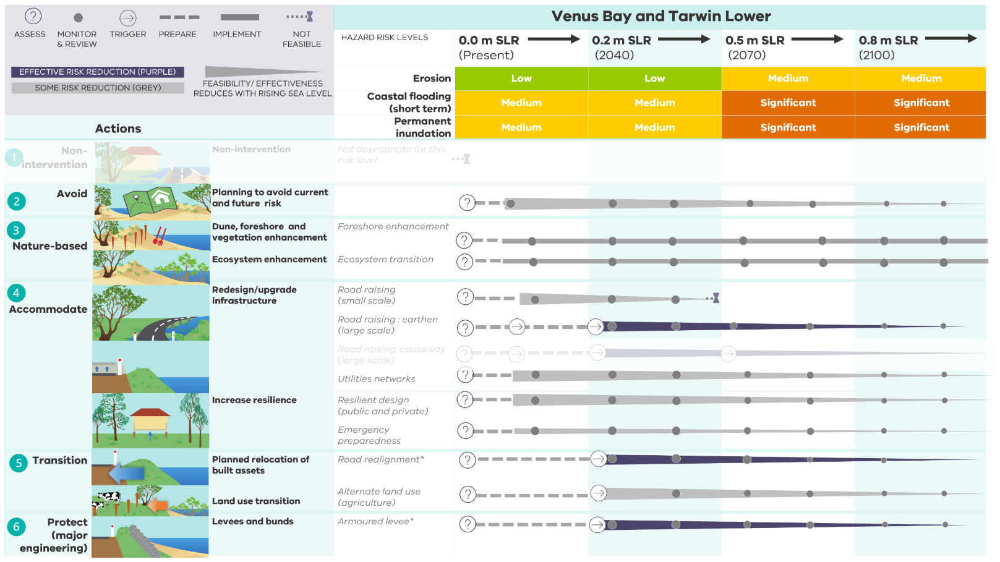 ?
ASSESS
MONITOR
& REVIEW
TRIGGER
PREPARE
IMPLEMENT
NOT
FEASIBLE
EFFECTIVE RISK REDUCTION (PURPLE)
SOME RISK REDUCTION (GREY)
FEASIBILITY/ EFFECTIVENESS
REDUCES WITH RISING SEA LEVEL
Venus Bay and Tarwin Lower
HAZARD RISK LEVELS
0.0 m SLR
(Present)
0.2 m SLR
(2040)
0.5 m SLR
(2070)
0.8 m SLR
(2100)
Erosion
Low
Low
Medium
Medium
Coastal flooding
(short term)
Medium
Medium
Significant
Significant
Permanent
inundation
Medium
Medium
Significant
Significant
Actions
1
Non-
intervention
Non-intervention
Not appropriate for this
risk level
2
Avoid
Planning to avoid current
and future risk
?
3
Nature-based
Dune, foreshore and
vegetation enhancement
Foreshore enhancement
?
Ecosystem enhancement
Ecosystem transition
?
4
Accommodate
Redesign/upgrade
infrastructure
Road raising
(small scale)
?
Road raising : earthen
(large scale)
?
Road raising: causeway
(large scale)
?
Utilities networks
?
Increase resilience
Resilient design
(public and private)
?
Emergency
preparedness
?
5
Transition
Planned relocation of
built assets
Road realignment*
?
Land use transition
Alternate land use
(agriculture)
?
6
Protect
(major
engineering)
Levees and bunds
Armoured levee*
?